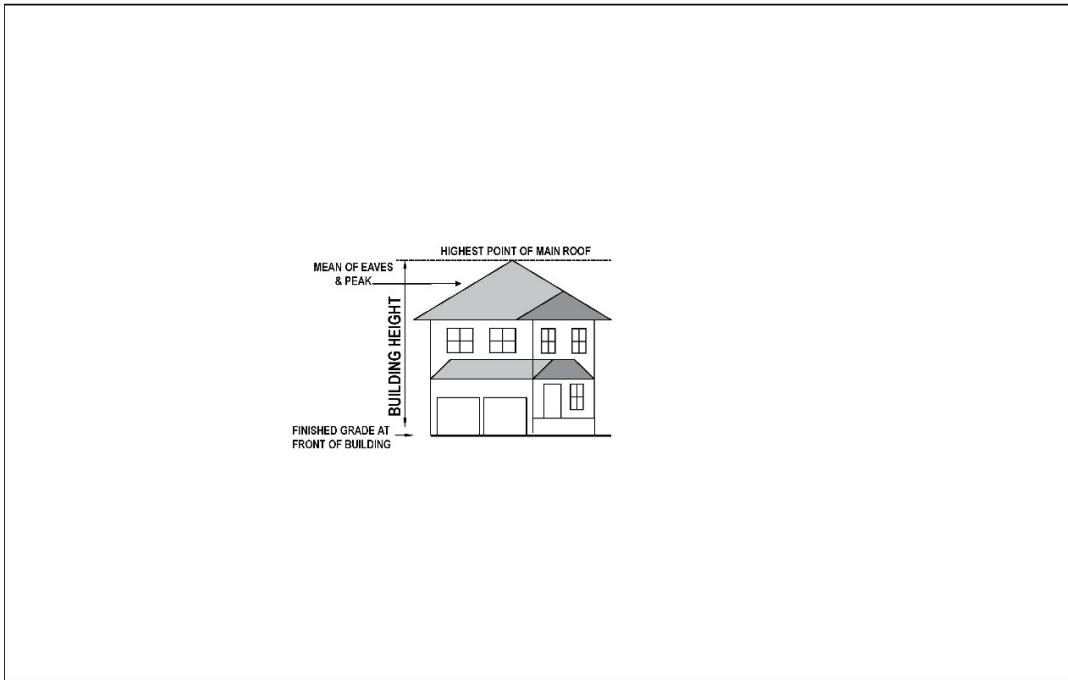 HIGHEST POINT OF MAIN ROOF
MEAN OF EAVES
& PEAK
BUILDING HEIGHT
FINISHED GRADE AT
FRONT OF BUILDING